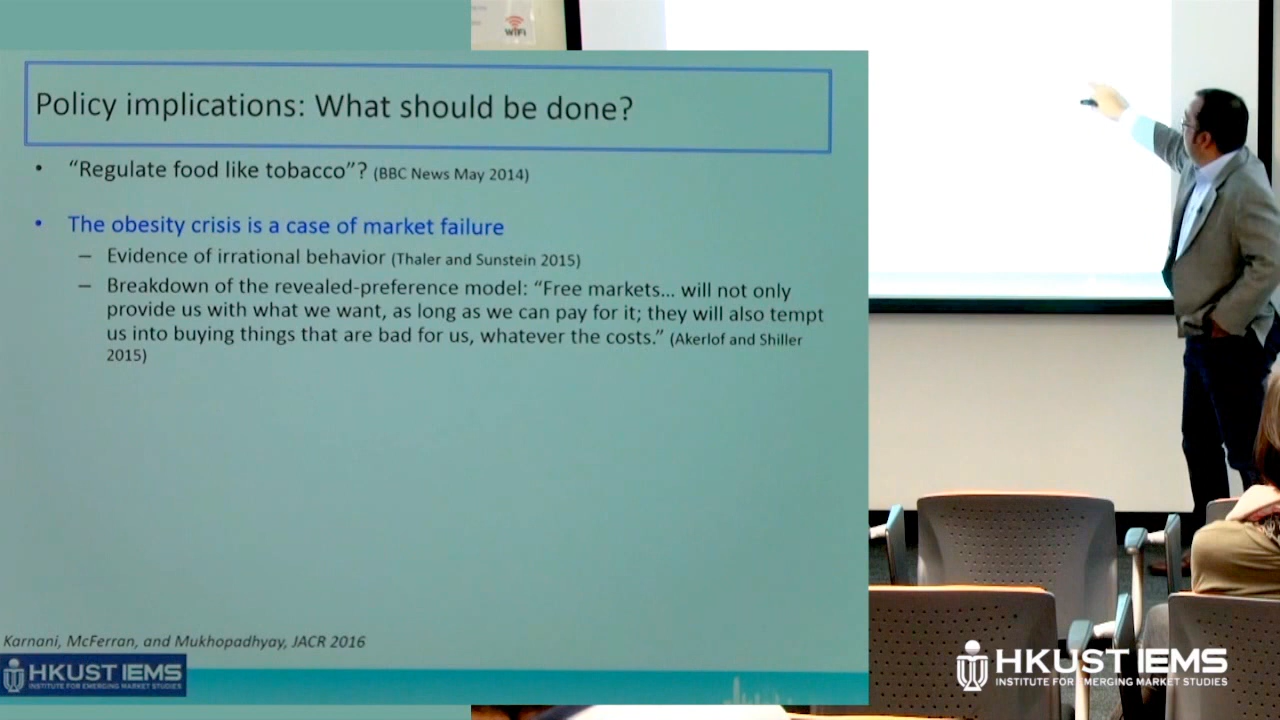 WiFi
Policy implications: What should be done?
• “Regulate food like tobacco”? (BBC News May 2014)
• The obesity crisis is a case of market failure
– Evidence of irrational behavior (Thaler and Sunstein 2015)
– Breakdown of the revealed-preference model: “Free markets... will not only
provide us with what we want, as long as we can pay for it; they will also tempt
us into buying things that are bad for us, whatever the costs.” (Akerlof and Shiller
2015)
Karnani, McFerran, and Mukhopadhyay, JACR 2016
HKUST IEMS
INSTITUTE FOR EMERGING MARKET STUDIES
HKUST IEMS
INSTITUTE FOR EMERGING MARKET STUDIES